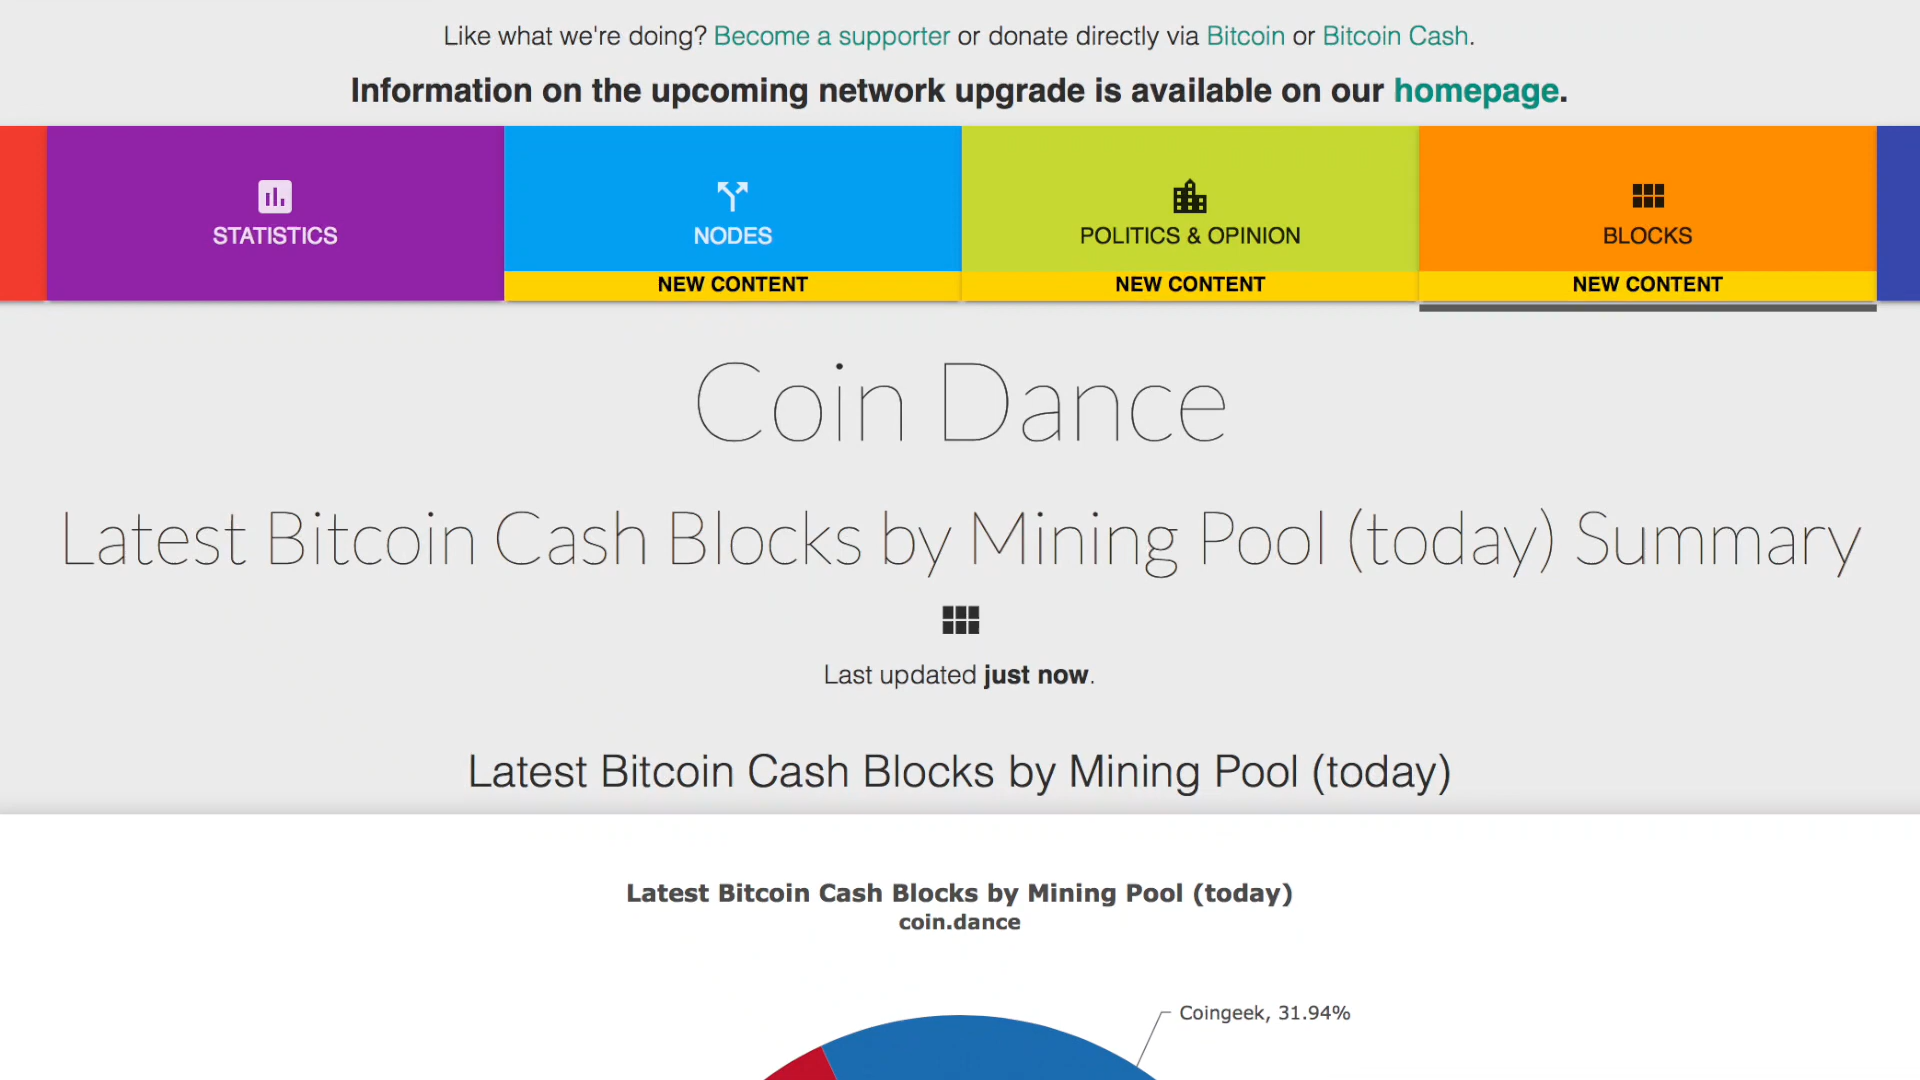 Like what we're doing? Become a supporter or donate directly via Bitcoin or Bitcoin Cash.
Information on the upcoming network upgrade is available on our homepage.
STATISTICS
NODES
POLITICS & OPINION
BLOCKS
NEW CONTENT
NEW CONTENT
NEW CONTENT
Coin Dance
Latest Bitcoin Cash Blocks by Mining Pool (today) Summary
Last updated just now.
Latest Bitcoin Cash Blocks by Mining Pool (today)
Latest Bitcoin Cash Blocks by Mining Pool (today)
coin.dance
Coingeek, 31.94%